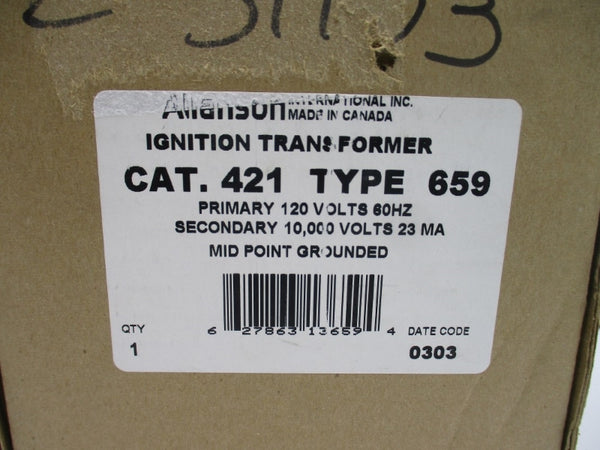 Allanson INTERNATIONAL INC.
MADE IN CANADA
IGNITION TRANSFORMER
CAT. 421 TYPE 659
PRIMARY 120 VOLTS 60HZ
SECONDARY 10,000 VOLTS 23 MA
MID POINT GROUNDED
6 27863 13659 4
QTY
1
DATE CODE
0303